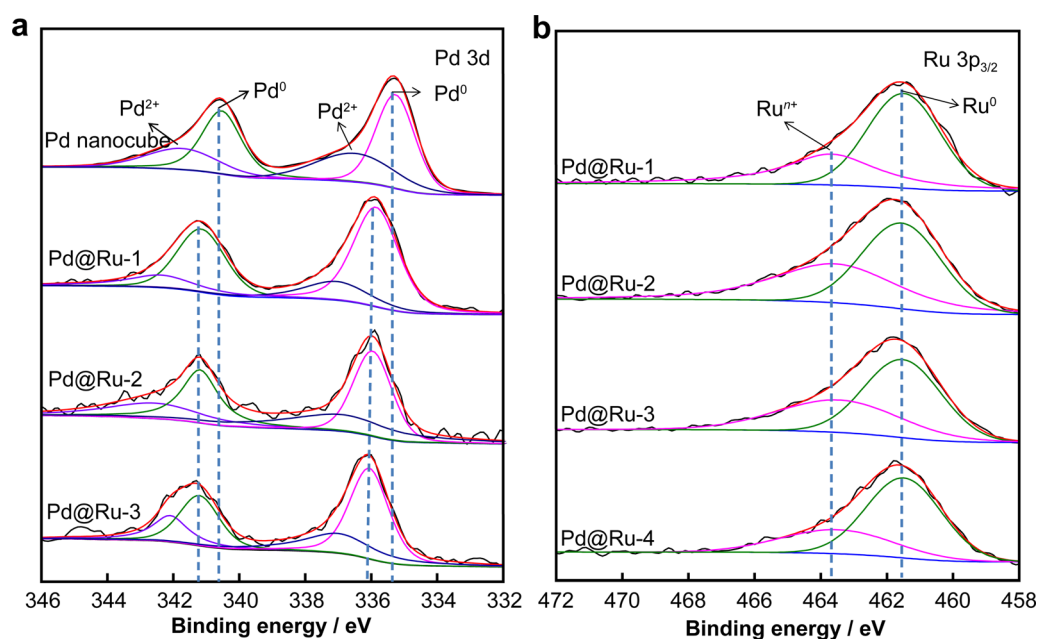 a
Pd 3d
Pd²⁺
Pd⁰
Pd²⁺
Pd⁰
Pd nanocube
Pd@Ru-1
Pd@Ru-2
Pd@Ru-3
346 344 342 340 338 336 334 332
Binding energy / eV
b
Ru 3p₃/₂
Ruⁿ⁺
Ru⁰
Pd@Ru-1
Pd@Ru-2
Pd@Ru-3
Pd@Ru-4
472 470 468 466 464 462 460 458
Binding energy / eV